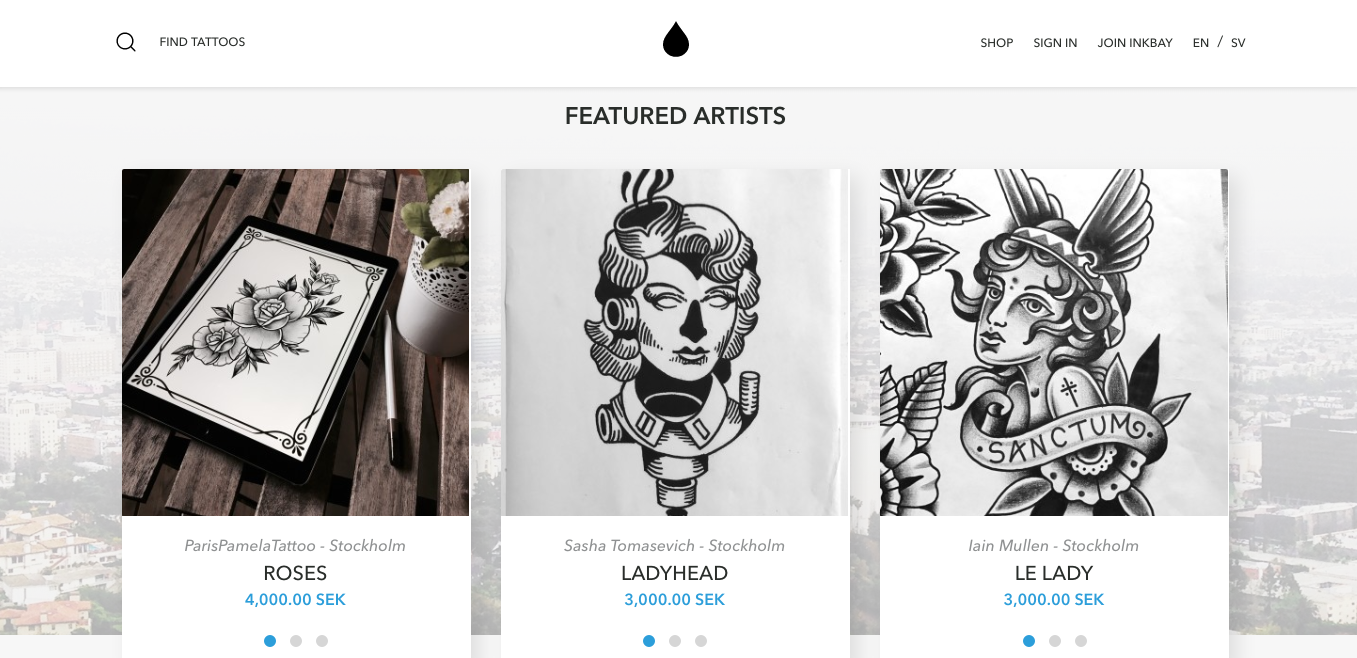 FIND TATTOOS
SHOP SIGN IN JOIN INKBAY EN / SV
FEATURED ARTISTS
SANCTUM
ParisPamelaTattoo - Stockholm
ROSES
4,000.00 SEK
Sasha Tomasevich - Stockholm
LADYHEAD
3,000.00 SEK
Iain Mullen - Stockholm
LE LADY
3,000.00 SEK